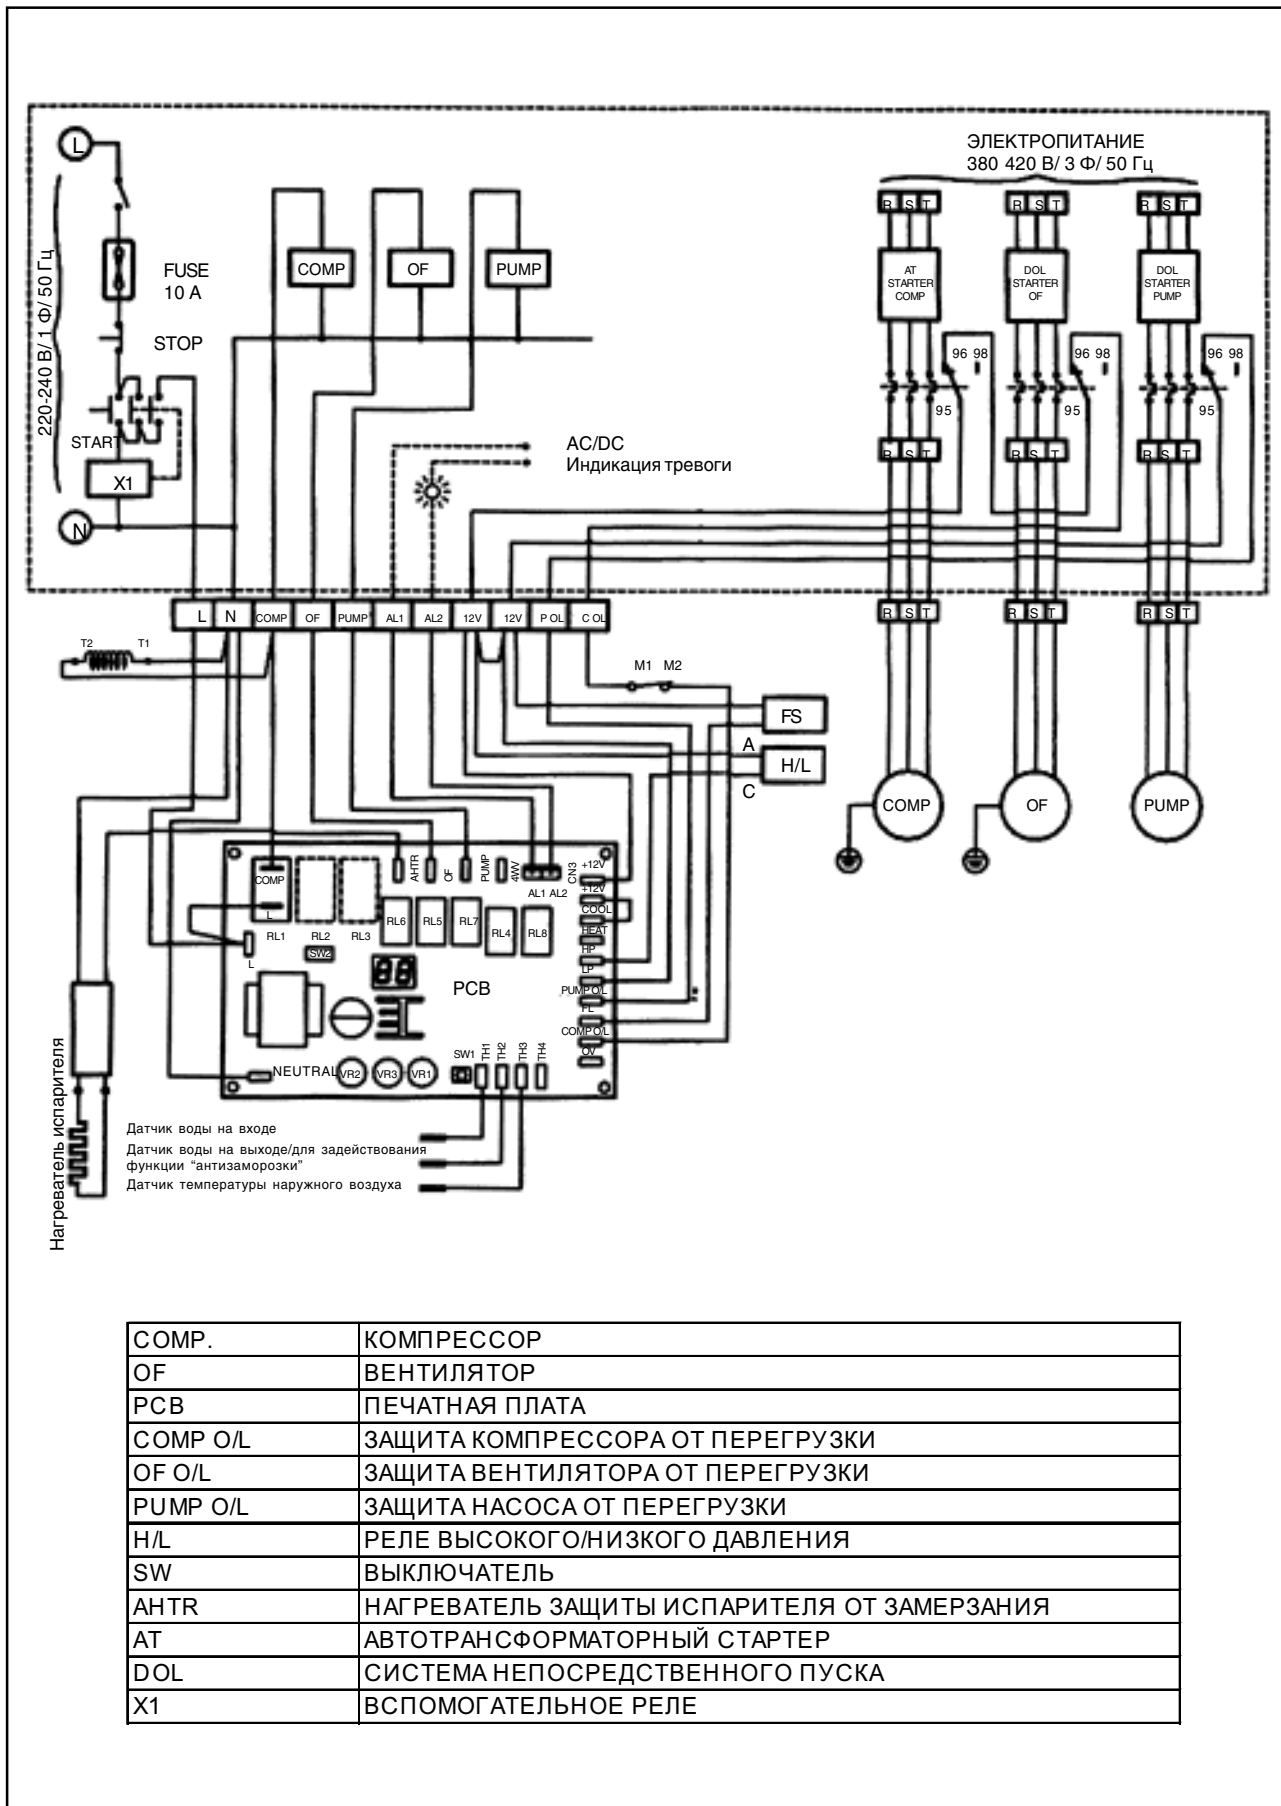 ЭЛЕКТРОПИТАНИЕ
380 420 В/ 3 Ф/ 50 Гц
L
220-240 В/ 1 Ф/ 50 Гц
FUSE
10 A
STOP
START
X1
N
COMP
OF
PUMP
R S T
R S T
R S T
AT
STARTER
COMP
DOL
STARTER
OF
DOL
STARTER
PUMP
96 98
95
96 98
95
96 98
95
R S T
R S T
R S T
AC/DC
Индикация тревоги
L N COMP OF PUMP AL1 AL2 12V 12V P OL C OL
R S T
R S T
R S T
T2 T1
M1 M2
FS
A
H/L
C
COMP
OF
PUMP
COMP
L
RL1
RL2
RL3
SW2
L
AHTR
OF
PUMP
4WV
AL1 AL2
CN3
RL6
RL5
RL7
RL4
RL8
+12V
+12V
COOL
HEAT
HP
LP
PUMP O/L
FL
COMP O/L
OV
PCB
NEUTRAL
VR2
VR3
VR1
SW1
TH1
TH2
TH3
TH4
Нагреватель испарителя
Датчик воды на входе
Датчик воды на выходе/для задействования
функции “антизаморозки”
Датчик температуры наружного воздуха
COMP. КОМПРЕССОР
OF ВЕНТИЛЯТОР
PCB ПЕЧАТНАЯ ПЛАТА
COMP O/L ЗАЩИТА КОМПРЕССОРА ОТ ПЕРЕГРУЗКИ
OF O/L ЗАЩИТА ВЕНТИЛЯТОРА ОТ ПЕРЕГРУЗКИ
PUMP O/L ЗАЩИТА НАСОСА ОТ ПЕРЕГРУЗКИ
H/L РЕЛЕ ВЫСОКОГО/НИЗКОГО ДАВЛЕНИЯ
SW ВЫКЛЮЧАТЕЛЬ
AHTR НАГРЕВАТЕЛЬ ЗАЩИТЫ ИСПАРИТЕЛЯ ОТ ЗАМЕРЗАНИЯ
AT АВТОТРАНСФОРМАТОРНЫЙ СТАРТЕР
DOL СИСТЕМА НЕПОСРЕДСТВЕННОГО ПУСКА
X1 ВСПОМОГАТЕЛЬНОЕ РЕЛЕ